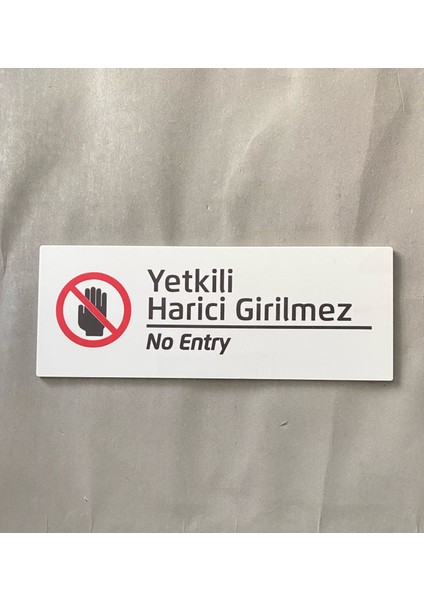 Yetkili
Harici Girilmez
No Entry